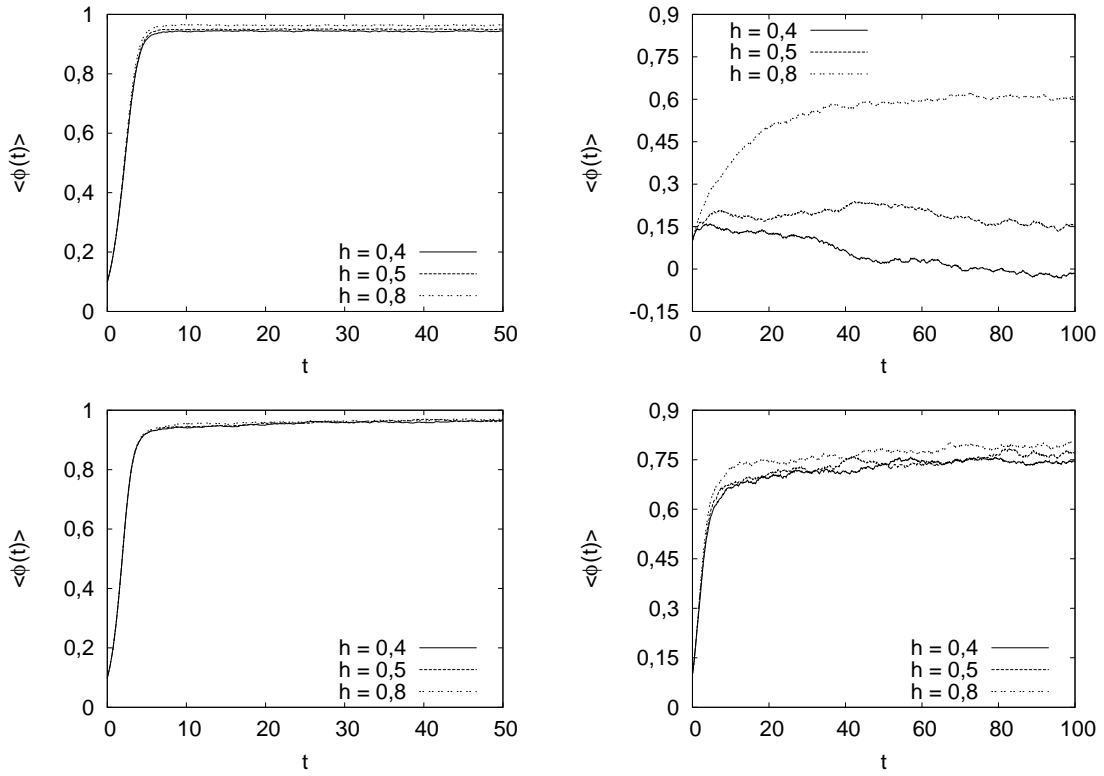 1
0,8
0,6
0,4
0,2
0
0 10 20 30 40 50
<ϕ(t)>
t
h = 0,4
h = 0,5
h = 0,8
0,9
0,75
0,6
0,45
0,3
0,15
0
-0,15
0 20 40 60 80 100
<ϕ(t)>
t
h = 0,4
h = 0,5
h = 0,8
1
0,8
0,6
0,4
0,2
0
0 10 20 30 40 50
<ϕ(t)>
t
h = 0,4
h = 0,5
h = 0,8
0,9
0,75
0,6
0,45
0,3
0,15
0
0 20 40 60 80 100
<ϕ(t)>
t
h = 0,4
h = 0,5
h = 0,8